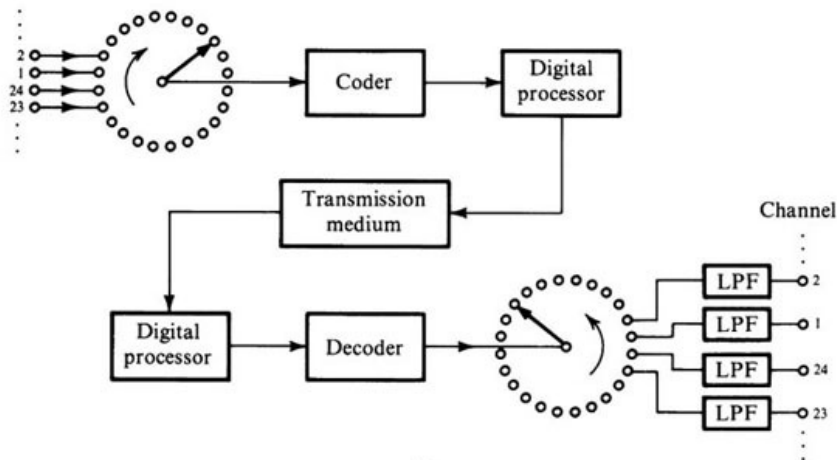 2
1
24
23
Coder
Digital
processor
Transmission
medium
Channel
Digital
processor
Decoder
LPF 2
LPF 1
LPF 24
LPF 23